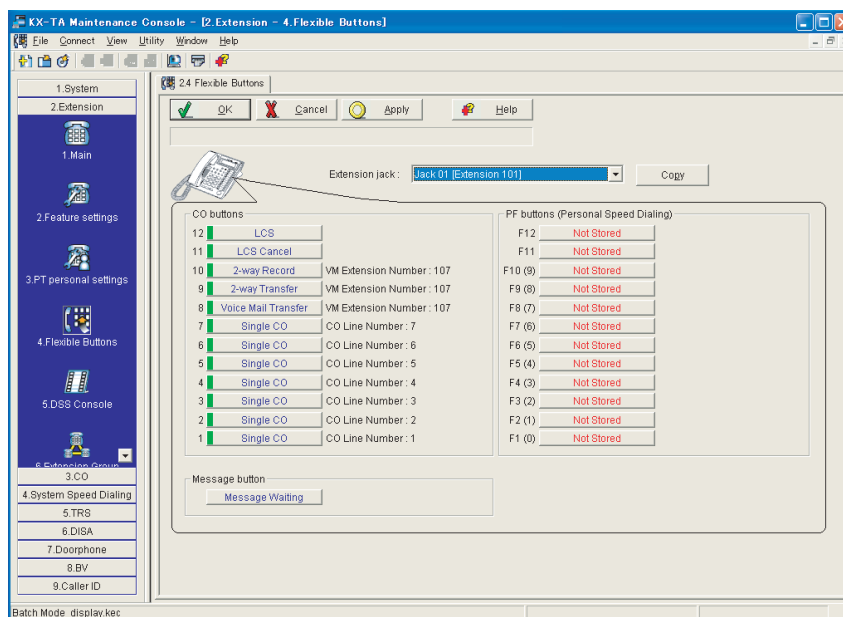 KX-TA Maintenance Console - [2.Extension - 4.Flexible Buttons]
File Connect View Utility Window Help
1.System
2.Extension
1.Main
2.Feature settings
3.PT personal settings
4.Flexible Buttons
5.DSS Console
6.Extension Group
3.CO
4.System Speed Dialing
5.TRS
6.DISA
7.Doorphone
8.BV
9.Caller ID
2.4 Flexible Buttons
OK Cancel Apply Help
Extension jack : Jack 01 [Extension 101] Copy
CO buttons
12 LCS
11 LCS Cancel
10 2-way Record VM Extension Number : 107
9 2-way Transfer VM Extension Number : 107
8 Voice Mail Transfer VM Extension Number : 107
7 Single CO CO Line Number : 7
6 Single CO CO Line Number : 6
5 Single CO CO Line Number : 5
4 Single CO CO Line Number : 4
3 Single CO CO Line Number : 3
2 Single CO CO Line Number : 2
1 Single CO CO Line Number : 1
PF buttons (Personal Speed Dialing)
F12 Not Stored
F11 Not Stored
F10 (9) Not Stored
F9 (8) Not Stored
F8 (7) Not Stored
F7 (6) Not Stored
F6 (5) Not Stored
F5 (4) Not Stored
F4 (3) Not Stored
F3 (2) Not Stored
F2 (1) Not Stored
F1 (0) Not Stored
Message button
Message Waiting
Batch Mode display.kec